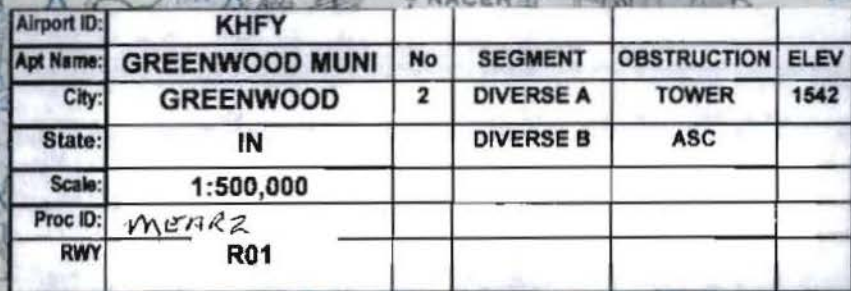 Airport ID: KHFY
Apt Name: GREENWOOD MUNI No SEGMENT OBSTRUCTION ELEV
City: GREENWOOD 2 DIVERSE A TOWER 1542
State: IN DIVERSE B ASC
Scale: 1:500,000
Proc ID: MEARZ
RWY R01